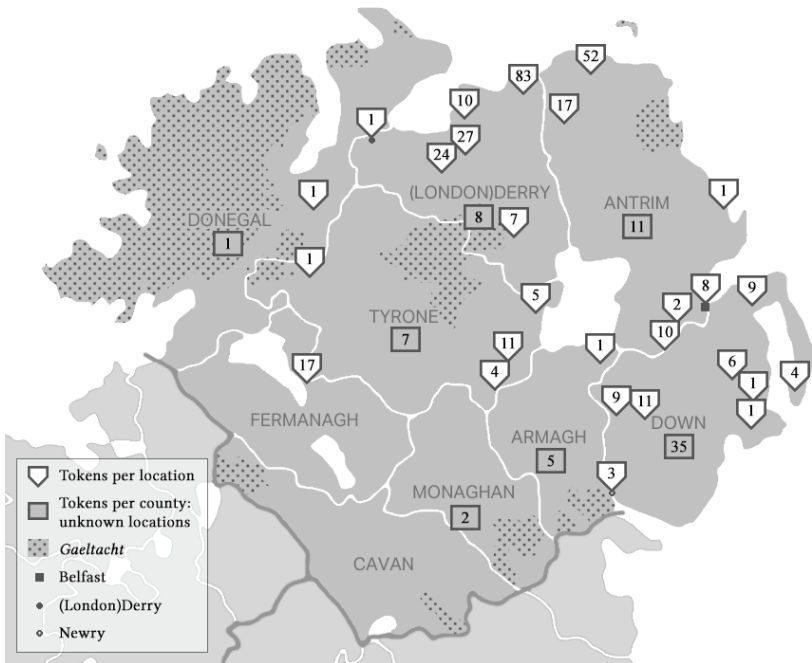 52
83
10
17
1
27
24
(LONDON)DERRY
1
ANTRIM
1
DONEGAL
8
7
11
1
1
8
9
5
2
TYRONE
7
11
1
10
17
4
6
1
4
9
11
1
FERMANAGH
ARMAGH
DOWN
5
35
3
MONAGHAN
2
CAVAN
Tokens per location
Tokens per county:
unknown locations
Gaeltacht
Belfast
(London)Derry
Newry